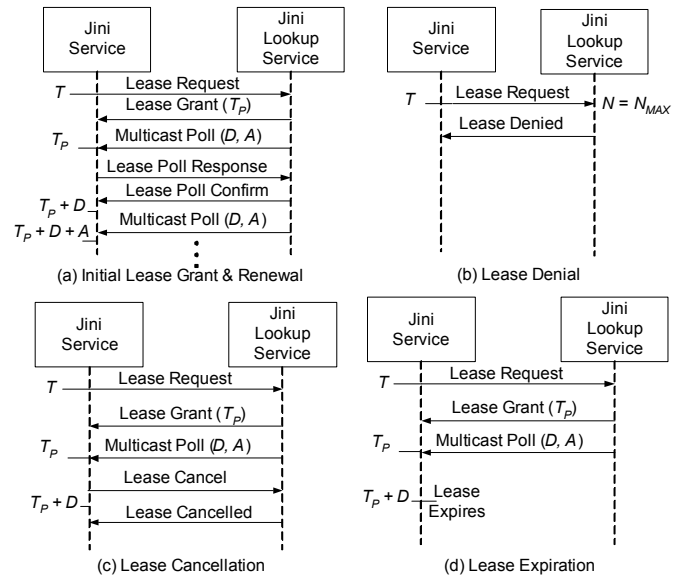 Jini
Service
Jini
Lookup
Service
T
Lease Request
Lease Grant (TP)
TP
Multicast Poll (D, A)
Lease Poll Response
Lease Poll Confirm
TP + D
TP + D + A
Multicast Poll (D, A)
(a) Initial Lease Grant & Renewal
Jini
Service
Jini
Lookup
Service
T
Lease Request
N = NMAX
Lease Denied
(b) Lease Denial
Jini
Service
Jini
Lookup
Service
T
Lease Request
Lease Grant (TP)
TP
Multicast Poll (D, A)
Lease Cancel
TP + D
Lease Cancelled
(c) Lease Cancellation
Jini
Service
Jini
Lookup
Service
T
Lease Request
Lease Grant (TP)
TP
Multicast Poll (D, A)
TP + D
Lease
Expires
(d) Lease Expiration